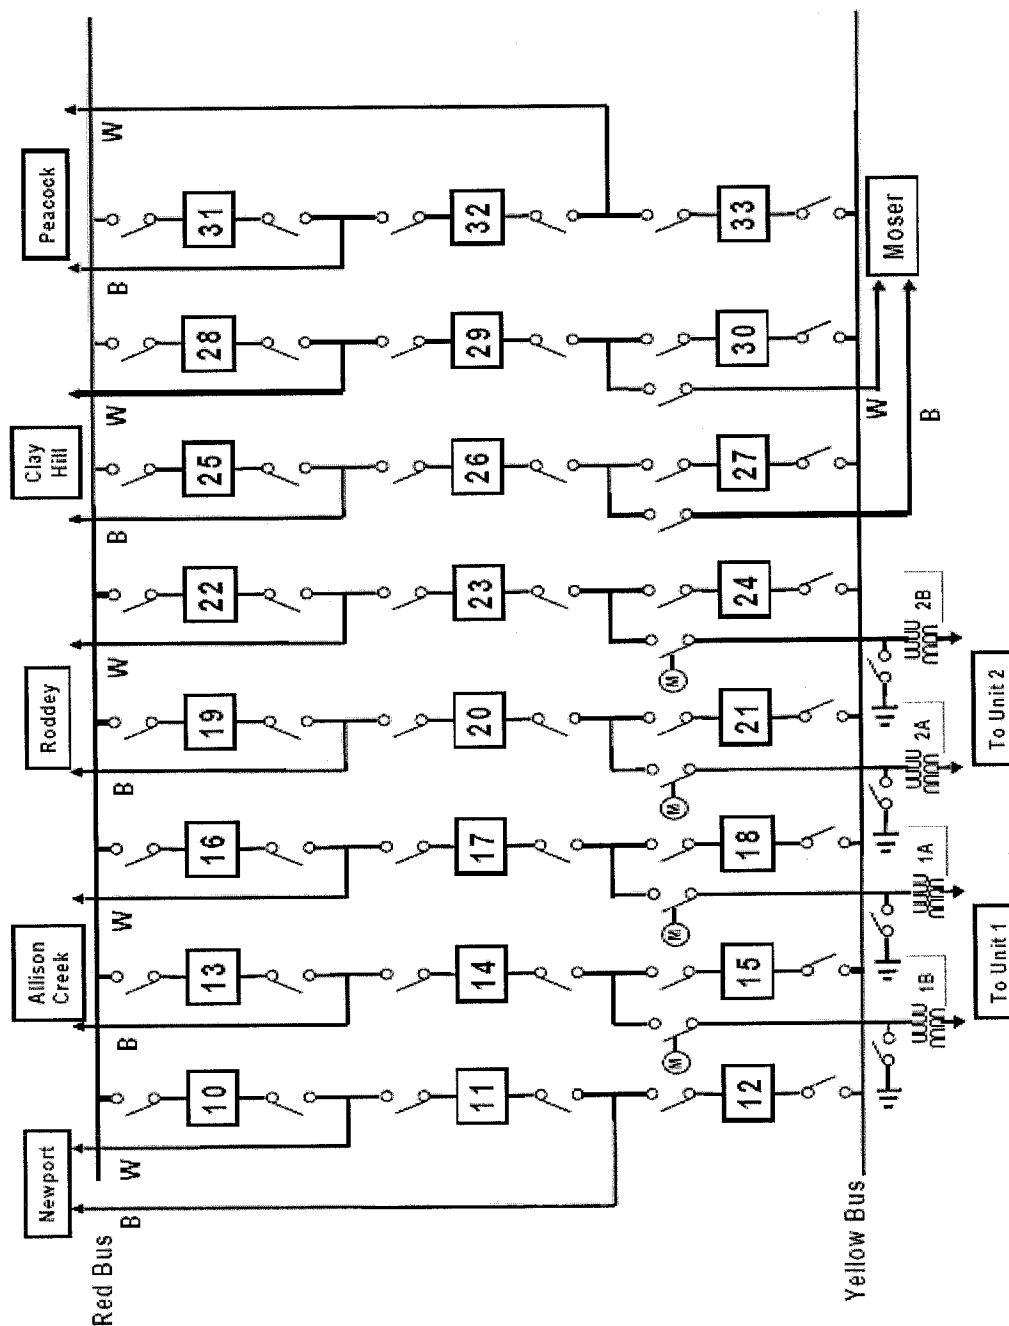 Newport
Allison
Creek
Roddey
Clay
Hill
Peacock
Red Bus
B
W
B
W
B
W
B
W
B
W
10
13
16
19
22
25
28
31
11
14
17
20
23
26
29
32
12
15
18
21
24
27
30
33
M
M
M
M
Yellow Bus
W
B
Moser
1B
1A
2A
2B
To Unit 1
To Unit 2